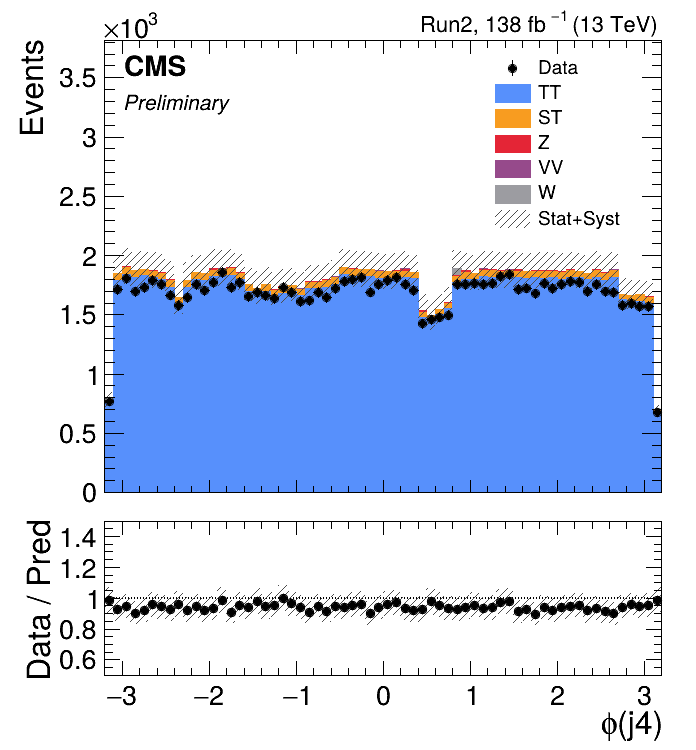 ×10³
Run2, 138 fb⁻¹ (13 TeV)
Events
CMS
Preliminary
Data
TT
ST
Z
VV
W
Stat+Syst
3.5
3
2.5
2
1.5
1
0.5
0
Data / Pred
1.4
1.2
1
0.8
0.6
−3 −2 −1 0 1 2 3
ϕ(j4)